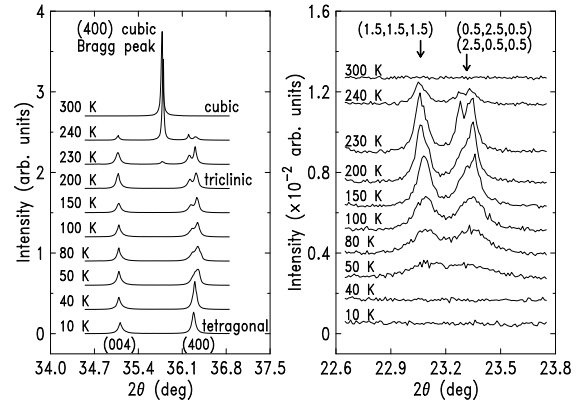 (400) cubic
Bragg peak
300 K
cubic
240 K
230 K
200 K
triclinic
150 K
100 K
80 K
50 K
40 K
10 K
tetragonal
(004)
(400)
4
3
2
1
0
Intensity (arb. units)
34.0 34.7 35.4 36.1 36.8 37.5
2θ (deg)
(1.5,1.5,1.5)
(0.5,2.5,0.5)
(2.5,0.5,0.5)
300 K
240 K
230 K
200 K
150 K
100 K
80 K
50 K
40 K
10 K
1.6
1.2
0.8
0.4
0
Intensity (×10⁻² arb. units)
22.6 22.9 23.2 23.5 23.8
2θ (deg)